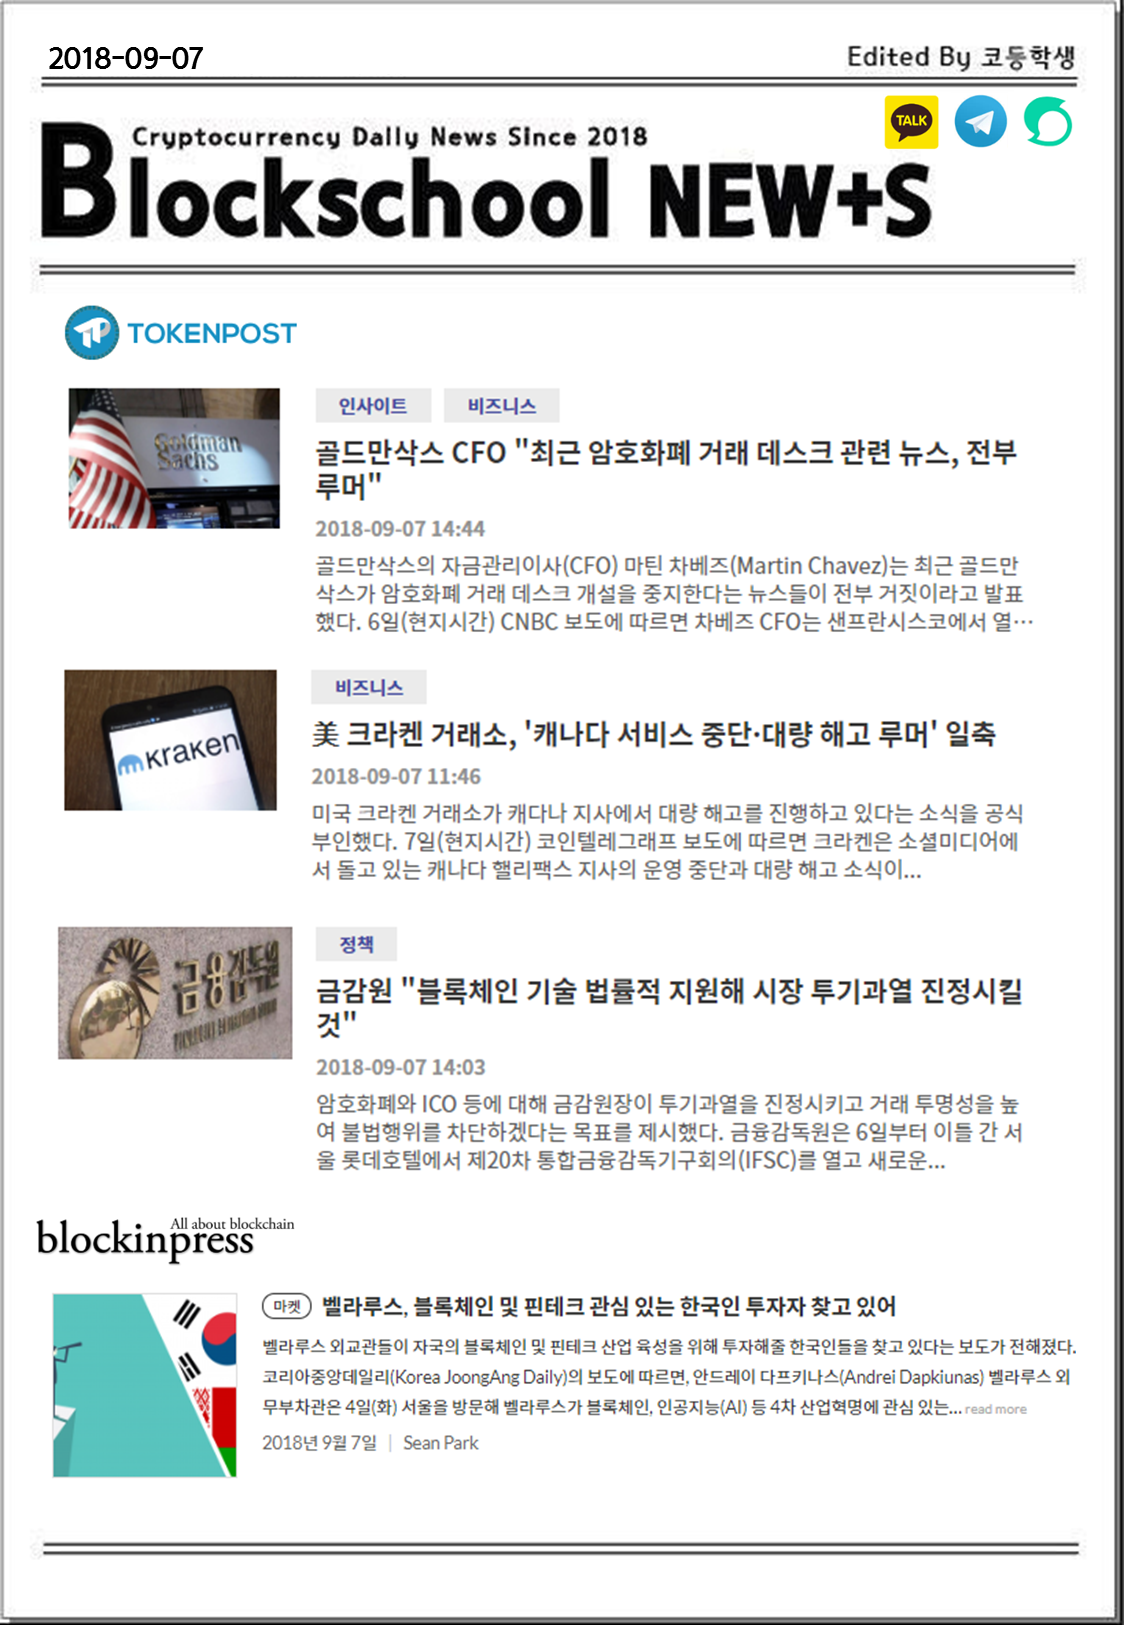 2018-09-07
Edited By 코등학생
TALK
Cryptocurrency Daily News Since 2018
Blockschool NEW+S
TP TOKENPOST
Goldman
Sachs
인사이트 비즈니스
골드만삭스 CFO "최근 암호화폐 거래 데스크 관련 뉴스, 전부
루머"
2018-09-07 14:44
골드만삭스의 자금관리이사(CFO) 마틴 차베즈(Martin Chavez)는 최근 골드만
삭스가 암호화폐 거래 데스크 개설을 중지한다는 뉴스들이 전부 거짓이라고 발표
했다. 6일(현지시간) CNBC 보도에 따르면 차베즈 CFO는 샌프란시스코에서 열…
kraken
비즈니스
美 크라켄 거래소, '캐나다 서비스 중단·대량 해고 루머' 일축
2018-09-07 11:46
미국 크라켄 거래소가 캐다나 지사에서 대량 해고를 진행하고 있다는 소식을 공식
부인했다. 7일(현지시간) 코인텔레그래프 보도에 따르면 크라켄은 소셜미디어에
서 돌고 있는 캐나다 핼리팩스 지사의 운영 중단과 대량 해고 소식이...
금융감독원
정책
금감원 "블록체인 기술 법률적 지원해 시장 투기과열 진정시킬
것"
2018-09-07 14:03
암호화폐와 ICO 등에 대해 금감원장이 투기과열을 진정시키고 거래 투명성을 높
여 불법행위를 차단하겠다는 목표를 제시했다. 금융감독원은 6일부터 이틀 간 서
울 롯데호텔에서 제20차 통합금융감독기구회의(IFSC)를 열고 새로운...
All about blockchain
blockinpress
마켓 벨라루스, 블록체인 및 핀테크 관심 있는 한국인 투자자 찾고 있어
벨라루스 외교관들이 자국의 블록체인 및 핀테크 산업 육성을 위해 투자해줄 한국인들을 찾고 있다는 보도가 전해졌다.
코리아중앙데일리(Korea JoongAng Daily)의 보도에 따르면, 안드레이 다프키나스(Andrei Dapkiunas) 벨라루스 외
무부차관은 4일(화) 서울을 방문해 벨라루스가 블록체인, 인공지능(AI) 등 4차 산업혁명에 관심 있는... read more
2018년 9월 7일 | Sean Park